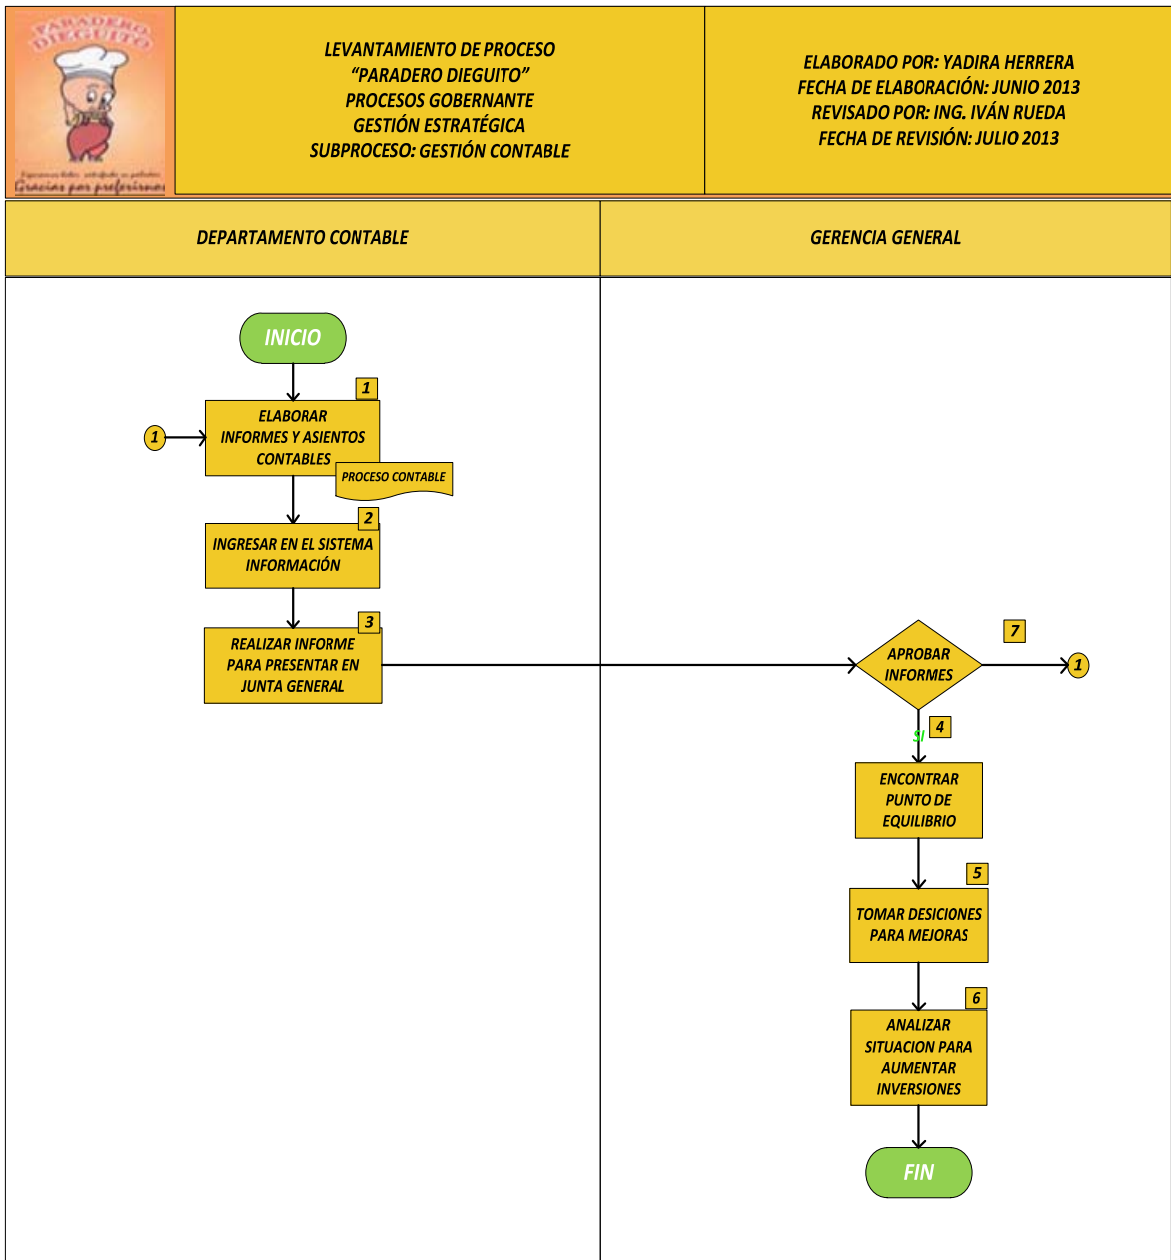 PARADERO
DIEGUITO
Gracias por preferirnos
LEVANTAMIENTO DE PROCESO
“PARADERO DIEGUITO”
PROCESOS GOBERNANTE
GESTIÓN ESTRATÉGICA
SUBPROCESO: GESTIÓN CONTABLE
ELABORADO POR: YADIRA HERRERA
FECHA DE ELABORACIÓN: JUNIO 2013
REVISADO POR: ING. IVÁN RUEDA
FECHA DE REVISIÓN: JULIO 2013
DEPARTAMENTO CONTABLE
GERENCIA GENERAL
INICIO
1
1
ELABORAR
INFORMES Y ASIENTOS
CONTABLES
PROCESO CONTABLE
2
INGRESAR EN EL SISTEMA
INFORMACIÓN
3
REALIZAR INFORME
PARA PRESENTAR EN
JUNTA GENERAL
APROBAR
INFORMES
7
1
4
SI
ENCONTRAR
PUNTO DE
EQUILIBRIO
5
TOMAR DESICIONES
PARA MEJORAS
6
ANALIZAR
SITUACION PARA
AUMENTAR
INVERSIONES
FIN